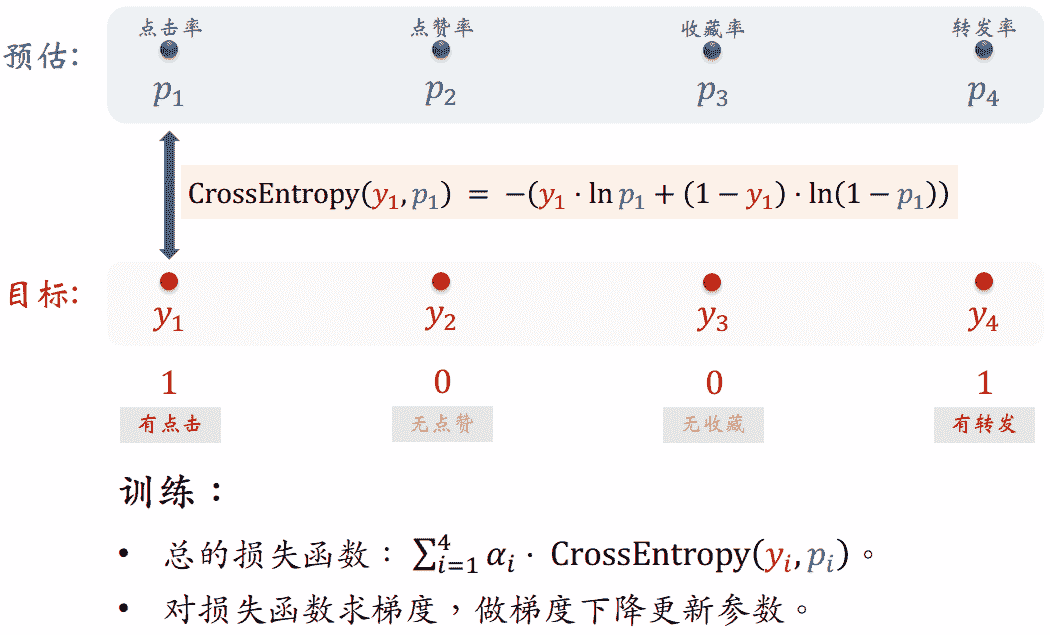 点击率 点赞率 收藏率 转发率
预估:
p₁ p₂ p₃ p₄
CrossEntropy(y₁, p₁) = −(y₁ · ln p₁ + (1 − y₁) · ln(1 − p₁))
目标:
y₁ y₂ y₃ y₄
1 0 0 1
有点击 无点赞 无收藏 有转发
训练：
• 总的损失函数：∑⁴ᵢ₌₁ αᵢ · CrossEntropy(yᵢ, pᵢ)。
• 对损失函数求梯度，做梯度下降更新参数。